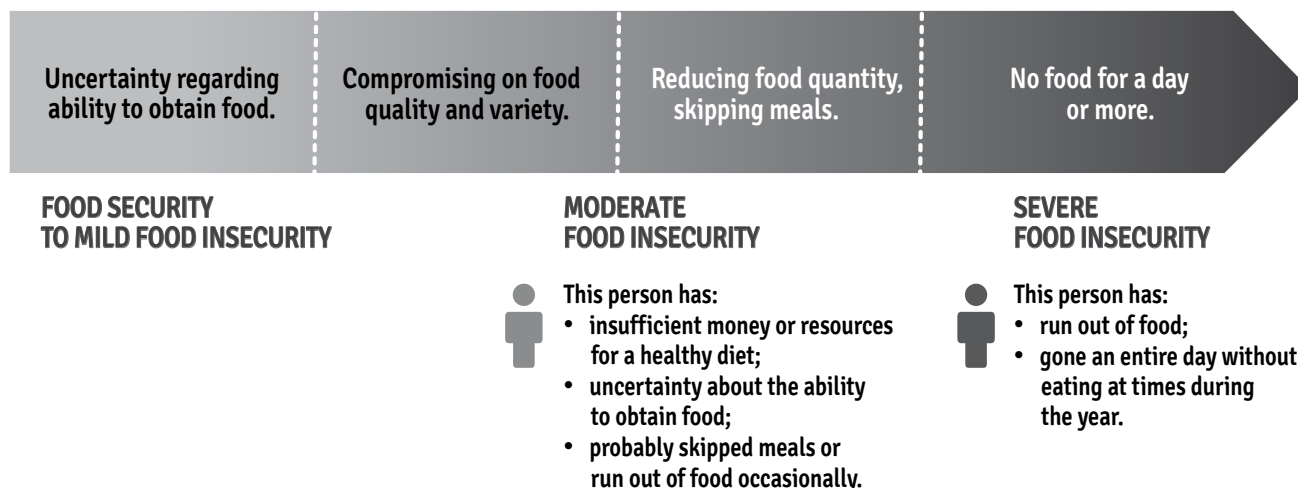 Uncertainty regarding
ability to obtain food.
Compromising on food
quality and variety.
Reducing food quantity,
skipping meals.
No food for a day
or more.
FOOD SECURITY
TO MILD FOOD INSECURITY
MODERATE
FOOD INSECURITY
This person has:
• insufficient money or resources
for a healthy diet;
• uncertainty about the ability
to obtain food;
• probably skipped meals or
run out of food occasionally.
SEVERE
FOOD INSECURITY
This person has:
• run out of food;
• gone an entire day without
eating at times during
the year.